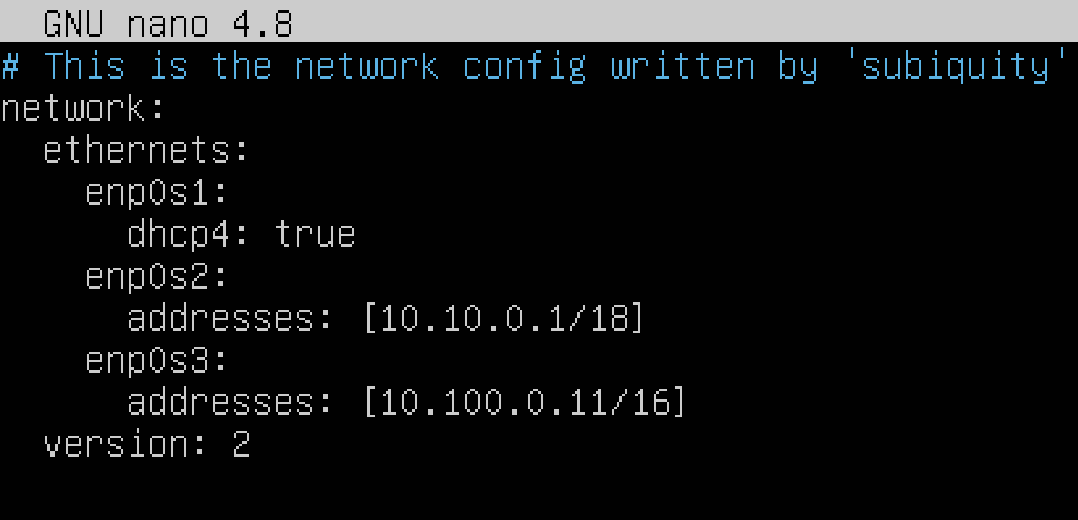 GNU nano 4.8
# This is the network config written by 'subiquity'
network:
  ethernets:
    enp0s1:
      dhcp4: true
    enp0s2:
      addresses: [10.10.0.1/18]
    enp0s3:
      addresses: [10.100.0.11/16]
  version: 2